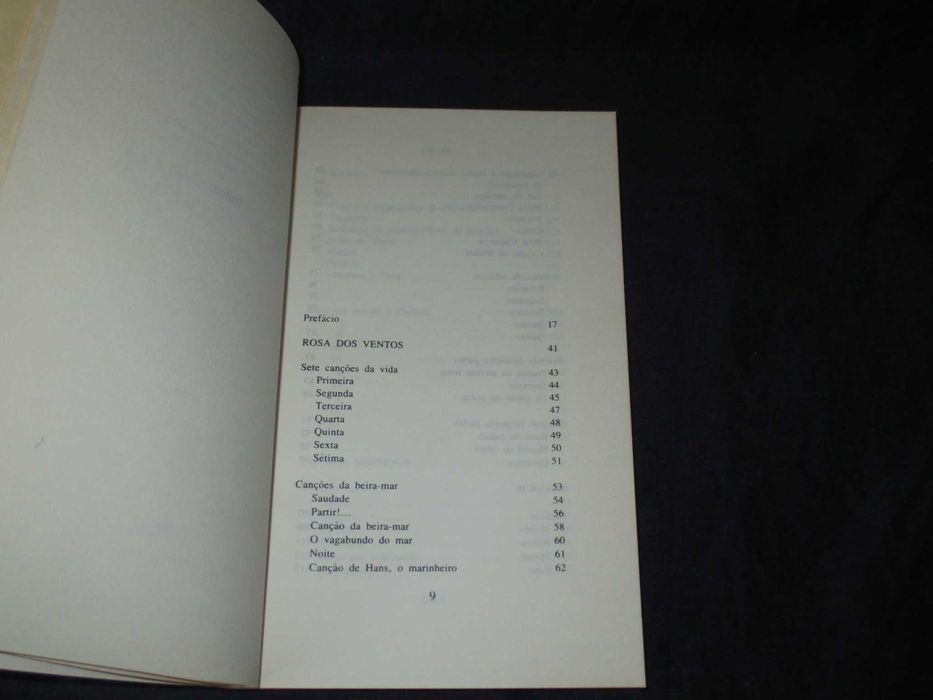 Prefácio 17
ROSA DOS VENTOS 41
Sete canções da vida 43
Primeira 44
Segunda 45
Terceira 47
Quarta 48
Quinta 49
Sexta 50
Sétima 51
Canções da beira-mar 53
Saudade 54
Partir!... 56
Canção da beira-mar 58
O vagabundo do mar 60
Noite 61
Canção de Hans, o marinheiro 62
9